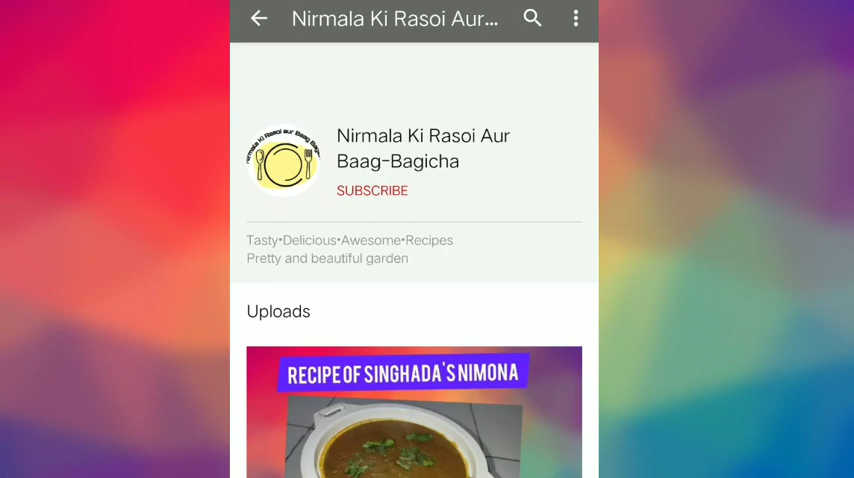 Nirmala Ki Rasoi Aur...
Nirmala Ki Rasoi Aur
Baag-Bagicha
SUBSCRIBE
Tasty•Delicious•Awesome•Recipes
Pretty and beautiful garden
Uploads
RECIPE OF SINGHADA'S NIMONA